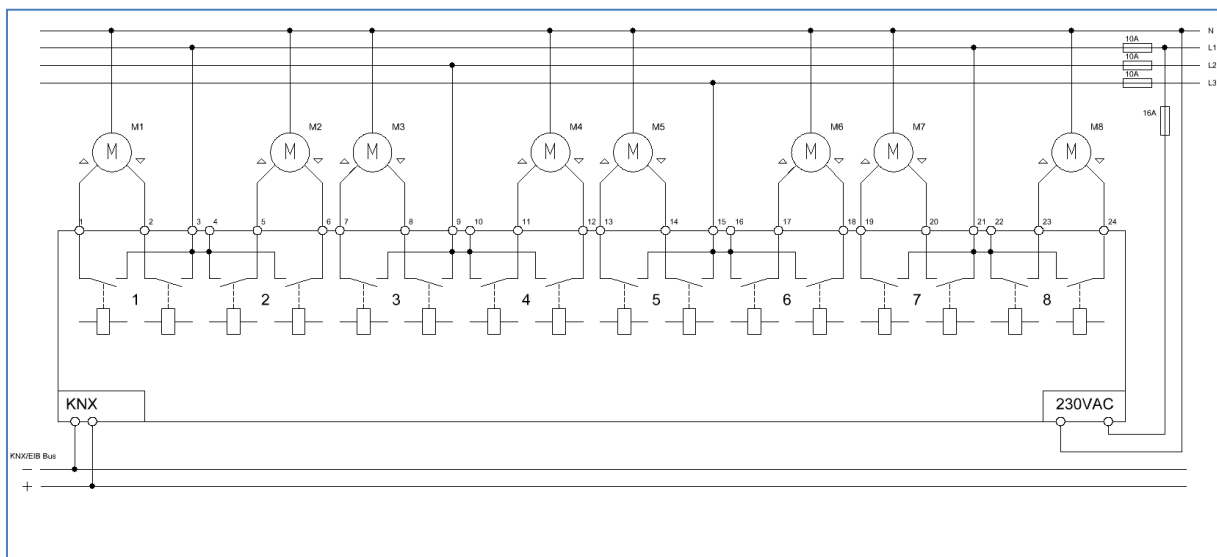 N
10A
L1
10A
L2
10A
L3
16A
M1 M2 M3 M4 M5 M6 M7 M8
M M M M M M M M
1 2 3 4 5 6 7 8 9 10 11 12 13 14 15 16 17 18 19 20 21 22 23 24
1 2 3 4 5 6 7 8
KNX 230VAC
KNX/EIB Bus
−
+